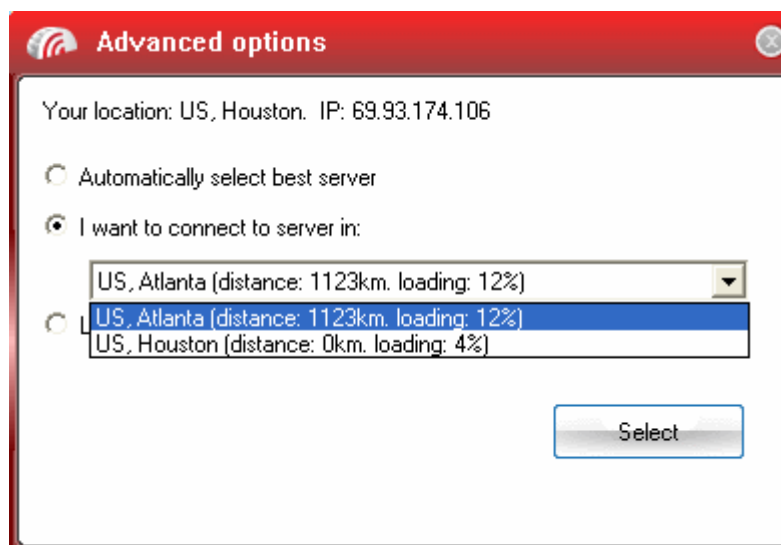 Advanced options
Your location: US, Houston.  IP: 69.93.174.106
Automatically select best server
I want to connect to server in:
US, Atlanta (distance: 1123km. loading: 12%)
US, Atlanta (distance: 1123km. loading: 12%)
US, Houston (distance: 0km. loading: 4%)
Select